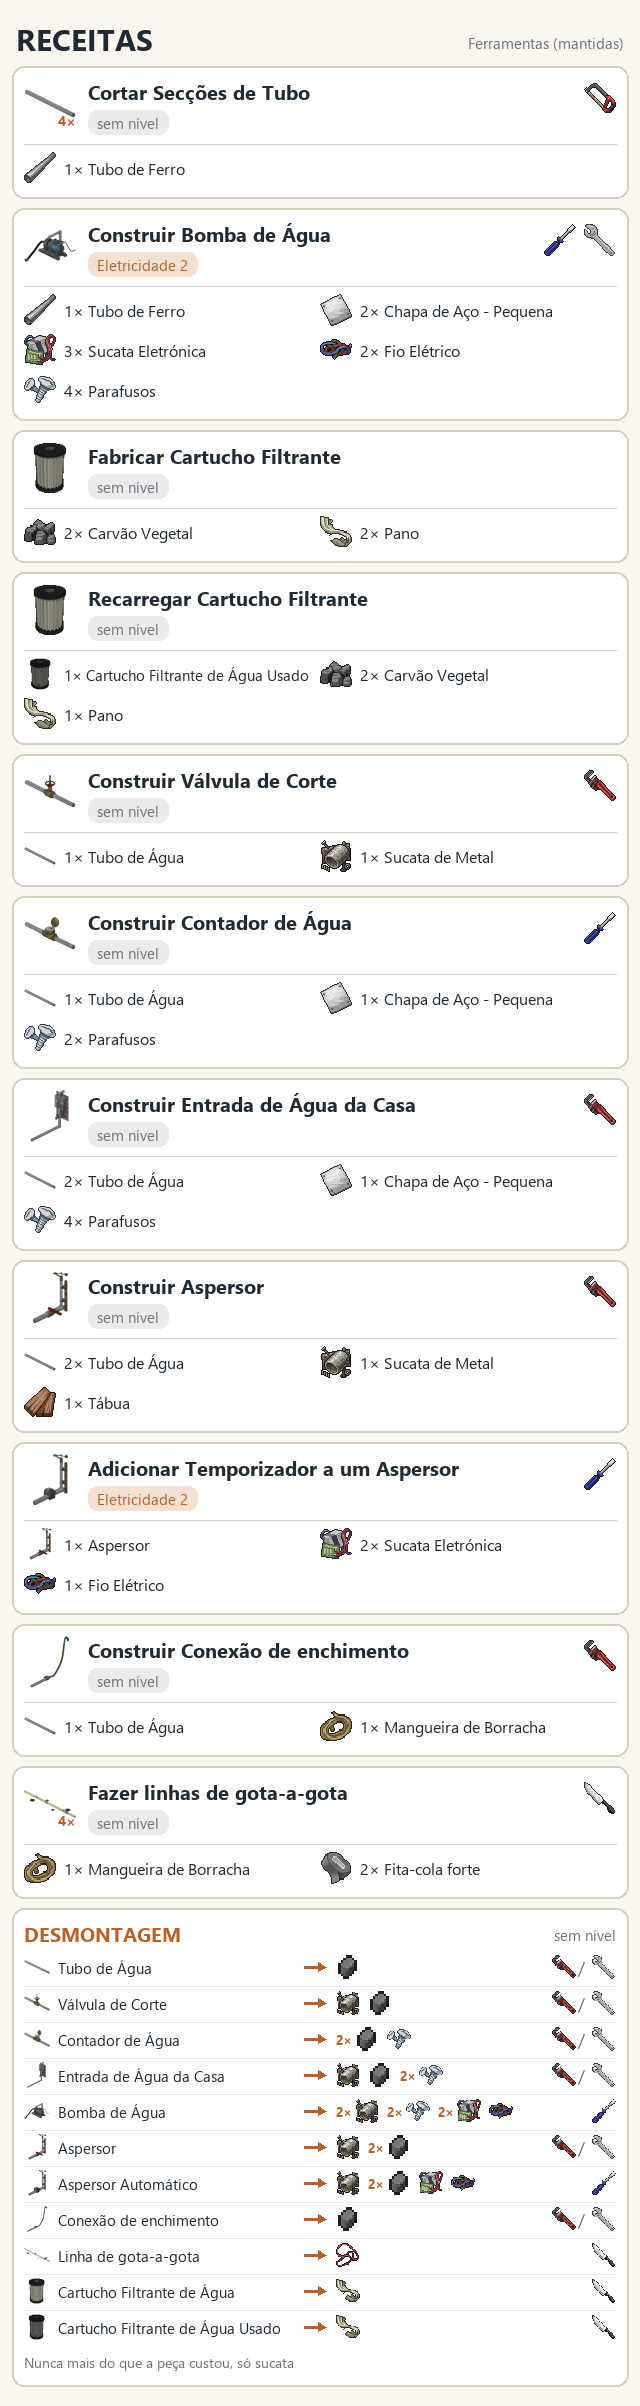 RECEITAS
Ferramentas (mantidas)
Cortar Secções de Tubo
4×
sem nível
1× Tubo de Ferro
Construir Bomba de Água
Eletricidade 2
1× Tubo de Ferro
2× Chapa de Aço - Pequena
3× Sucata Eletrónica
2× Fio Elétrico
4× Parafusos
Fabricar Cartucho Filtrante
sem nível
2× Carvão Vegetal
2× Pano
Recarregar Cartucho Filtrante
sem nível
1× Cartucho Filtrante de Água Usado
2× Carvão Vegetal
1× Pano
Construir Válvula de Corte
sem nível
1× Tubo de Água
1× Sucata de Metal
Construir Contador de Água
sem nível
1× Tubo de Água
1× Chapa de Aço - Pequena
2× Parafusos
Construir Entrada de Água da Casa
sem nível
2× Tubo de Água
1× Chapa de Aço - Pequena
4× Parafusos
Construir Aspersor
sem nível
2× Tubo de Água
1× Sucata de Metal
1× Tábua
Adicionar Temporizador a um Aspersor
Eletricidade 2
1× Aspersor
2× Sucata Eletrónica
1× Fio Elétrico
Construir Conexão de enchimento
sem nível
1× Tubo de Água
1× Mangueira de Borracha
Fazer linhas de gota-a-gota
4×
sem nível
1× Mangueira de Borracha
2× Fita-cola forte
DESMONTAGEM
sem nível
Tubo de Água /
Válvula de Corte /
Contador de Água 2× /
Entrada de Água da Casa 2× /
Bomba de Água 2× 2× 2×
Aspersor 2× /
Aspersor Automático 2×
Conexão de enchimento /
Linha de gota-a-gota
Cartucho Filtrante de Água
Cartucho Filtrante de Água Usado
Nunca mais do que a peça custou, só sucata